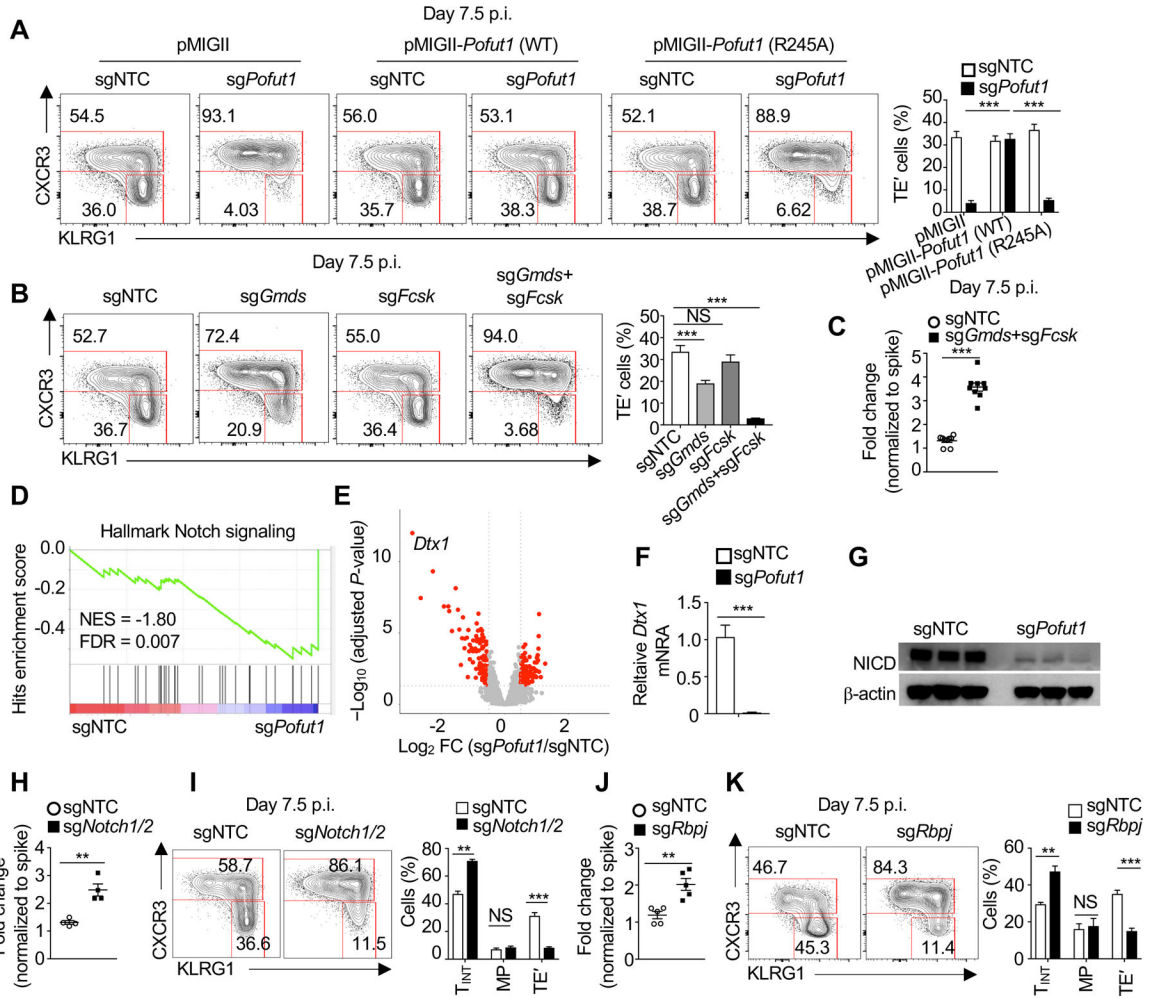 Day 7.5 p.i.
A
pMIGII
pMIGII-Pofut1 (WT)
pMIGII-Pofut1 (R245A)
sgNTC
sgPofut1
sgNTC
sgPofut1
sgNTC
sgPofut1
54.5
93.1
56.0
53.1
52.1
88.9
36.0
4.03
35.7
38.3
38.7
6.62
CXCR3
KLRG1
sgNTC
sgPofut1
*** ***
TE′ cells (%)
50
40
30
20
10
0
pMIGII
pMIGII-Pofut1 (WT)
pMIGII-Pofut1 (R245A)
Day 7.5 p.i.
B
sgNTC
sgGmds
sgFcsk
sgGmds+
sgFcsk
52.7
72.4
55.0
94.0
36.7
20.9
36.4
3.68
CXCR3
KLRG1
***
NS
***
TE′ cells (%)
50
40
30
20
10
0
sgNTC
sgGmds
sgFcsk
sgGmds+sgFcsk
Day 7.5 p.i.
C
sgNTC
sgGmds+sgFcsk
***
Fold change
(normalized to spike)
5
4
3
2
1
0
D
Hallmark Notch signaling
Hits enrichment score
0.0
-0.2
-0.4
NES = -1.80
FDR = 0.007
sgNTC
sgPofut1
E
Dtx1
−Log10 (adjusted P-value)
10
5
0
-2
0
2
Log2 FC (sgPofut1/sgNTC)
F
sgNTC
sgPofut1
***
Reltaive Dtx1
mNRA
1.5
1.0
0.5
0
G
sgNTC
sgPofut1
NICD
β-actin
H
sgNTC
sgNotch1/2
**
Fold change
(normalized to spike)
4
3
2
1
0
I
Day 7.5 p.i.
sgNTC
sgNotch1/2
58.7
86.1
36.6
11.5
CXCR3
KLRG1
sgNTC
sgNotch1/2
**
NS
***
Cells (%)
80
60
40
20
0
TINT
MP
TE′
J
sgNTC
sgRbpj
**
Fold change
(normalized to spike)
3
2
1
0
K
Day 7.5 p.i.
sgNTC
sgRbpj
46.7
84.3
45.3
11.4
CXCR3
KLRG1
sgNTC
sgRbpj
**
NS
***
Cells (%)
60
40
20
0
TINT
MP
TE′